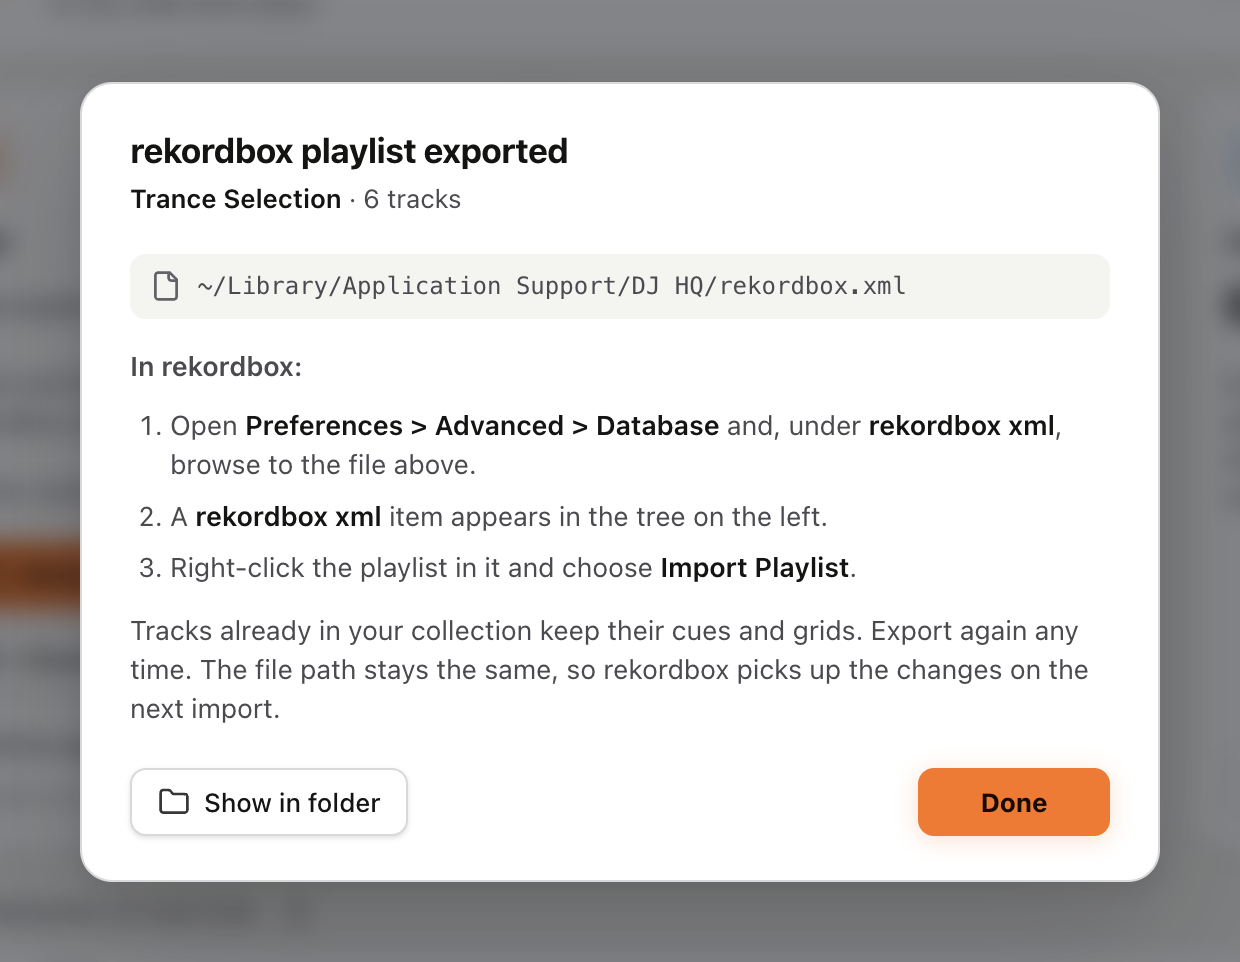 rekordbox playlist exported
Trance Selection · 6 tracks
~/Library/Application Support/DJ HQ/rekordbox.xml
In rekordbox:
1. Open Preferences > Advanced > Database and, under rekordbox xml,
browse to the file above.
2. A rekordbox xml item appears in the tree on the left.
3. Right-click the playlist in it and choose Import Playlist.
Tracks already in your collection keep their cues and grids. Export again any
time. The file path stays the same, so rekordbox picks up the changes on the
next import.
Show in folder
Done